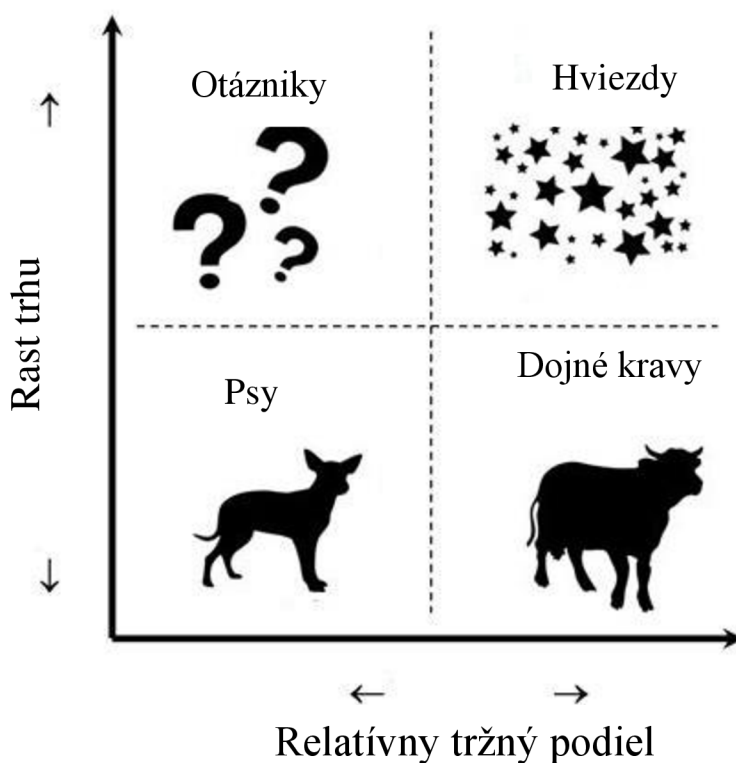 Otázniky
Hviezdy
Rast trhu
Psy
Dojné kravy
Relatívny tržný podiel